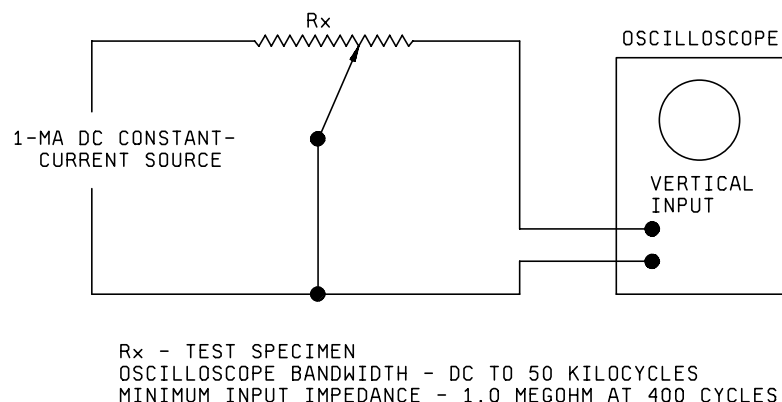 Rx
OSCILLOSCOPE
1-MA DC CONSTANT-
CURRENT SOURCE
VERTICAL
INPUT
Rx - TEST SPECIMEN
OSCILLOSCOPE BANDWIDTH - DC TO 50 KILOCYCLES
MINIMUM INPUT IMPEDANCE - 1.0 MEGOHM AT 400 CYCLES